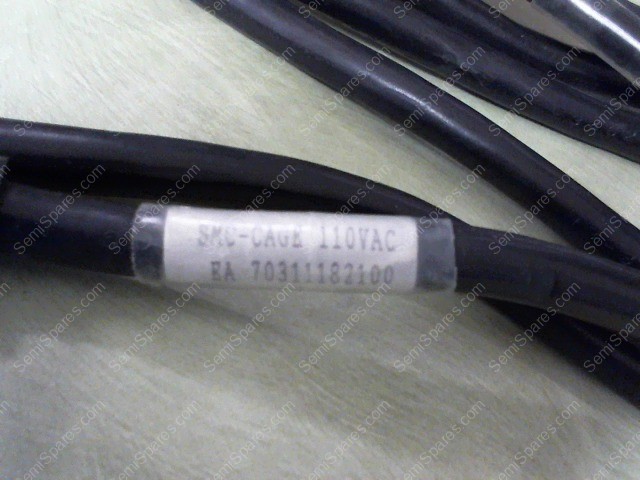 SMC-CAGE 110VAC
EA 70311182100
SemiSpares.com